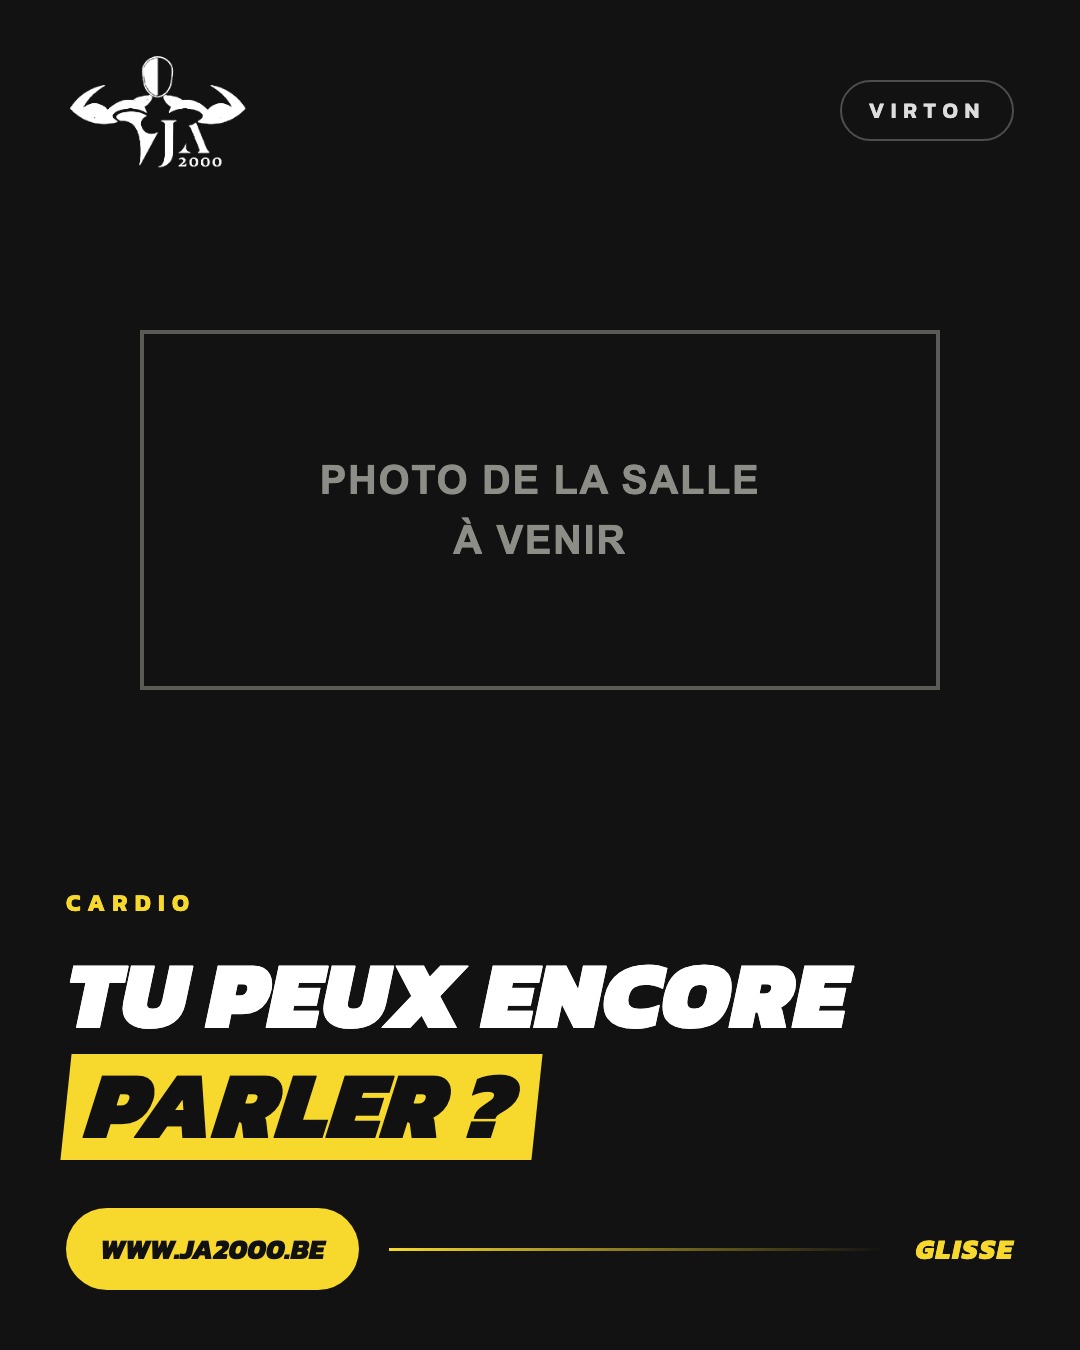 JA
2000
VIRTON
PHOTO DE LA SALLE
À VENIR
CARDIO
TU PEUX ENCORE
PARLER ?
WWW.JA2000.BE
GLISSE